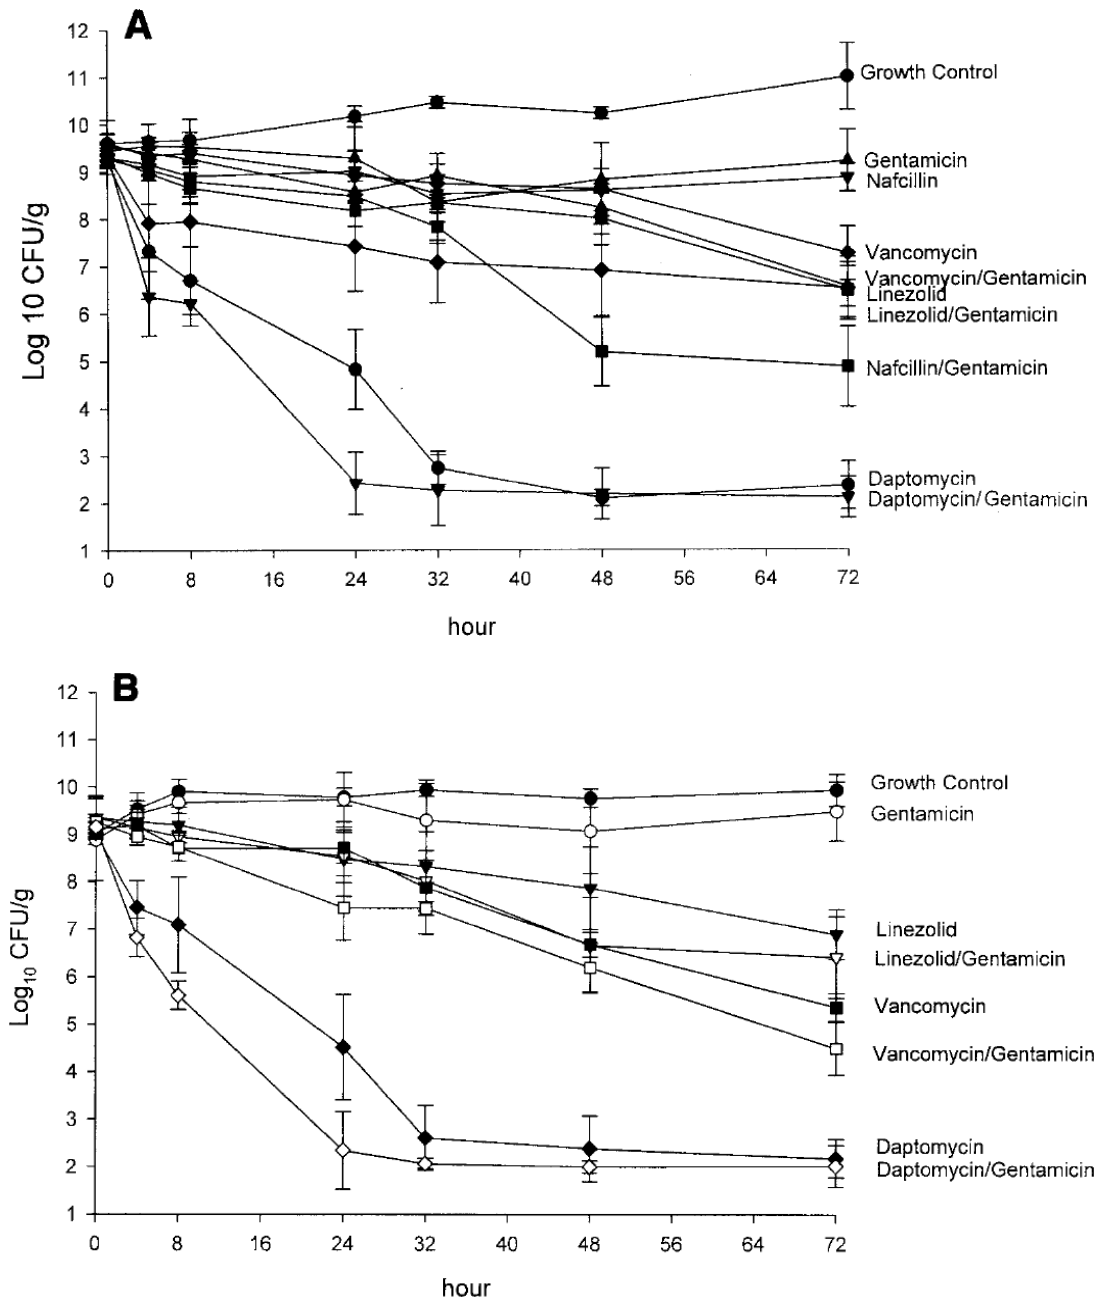 A
12
11
10
9
8
7
6
5
4
3
2
1
Log 10 CFU/g
Growth Control
Gentamicin
Nafcillin
Vancomycin
Vancomycin/Gentamicin
Linezolid
Linezolid/Gentamicin
Nafcillin/Gentamicin
Daptomycin
Daptomycin/Gentamicin
0 8 16 24 32 40 48 56 64 72
hour
B
12
11
10
9
8
7
6
5
4
3
2
1
Log10 CFU/g
Growth Control
Gentamicin
Linezolid
Linezolid/Gentamicin
Vancomycin
Vancomycin/Gentamicin
Daptomycin
Daptomycin/Gentamicin
0 8 16 24 32 40 48 56 64 72
hour